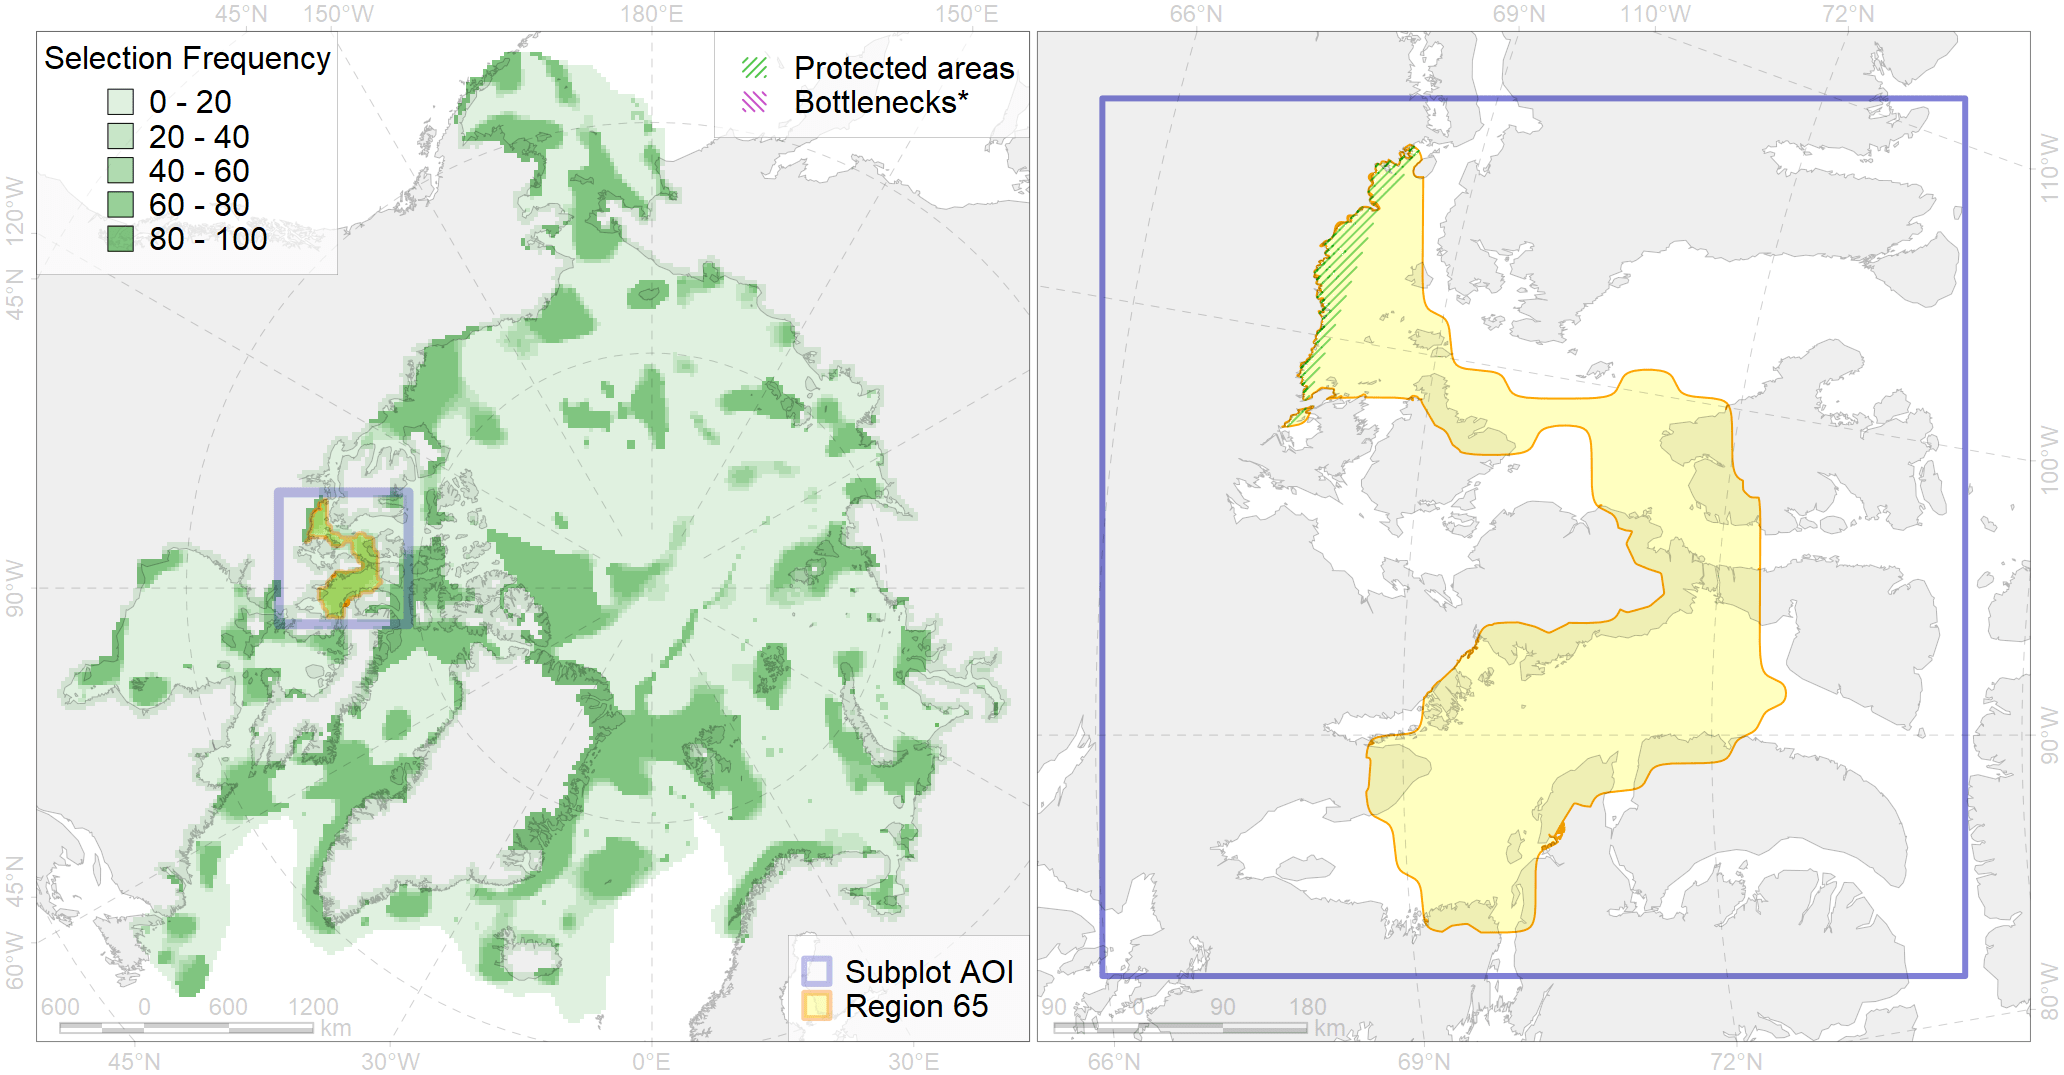 45°N 150°W 180°E 150°E 66°N 69°N 110°W 72°N
Selection Frequency
0 - 20
20 - 40
40 - 60
60 - 80
80 - 100
Protected areas
Bottlenecks*
120°W
45°N
90°W
45°N
60°W
110°W
100°W
90°W
80°W
Subplot AOI
Region 65
600 0 600 1200
km
90 0 90 180
km
45°N 30°W 0°E 30°E 66°N 69°N 72°N